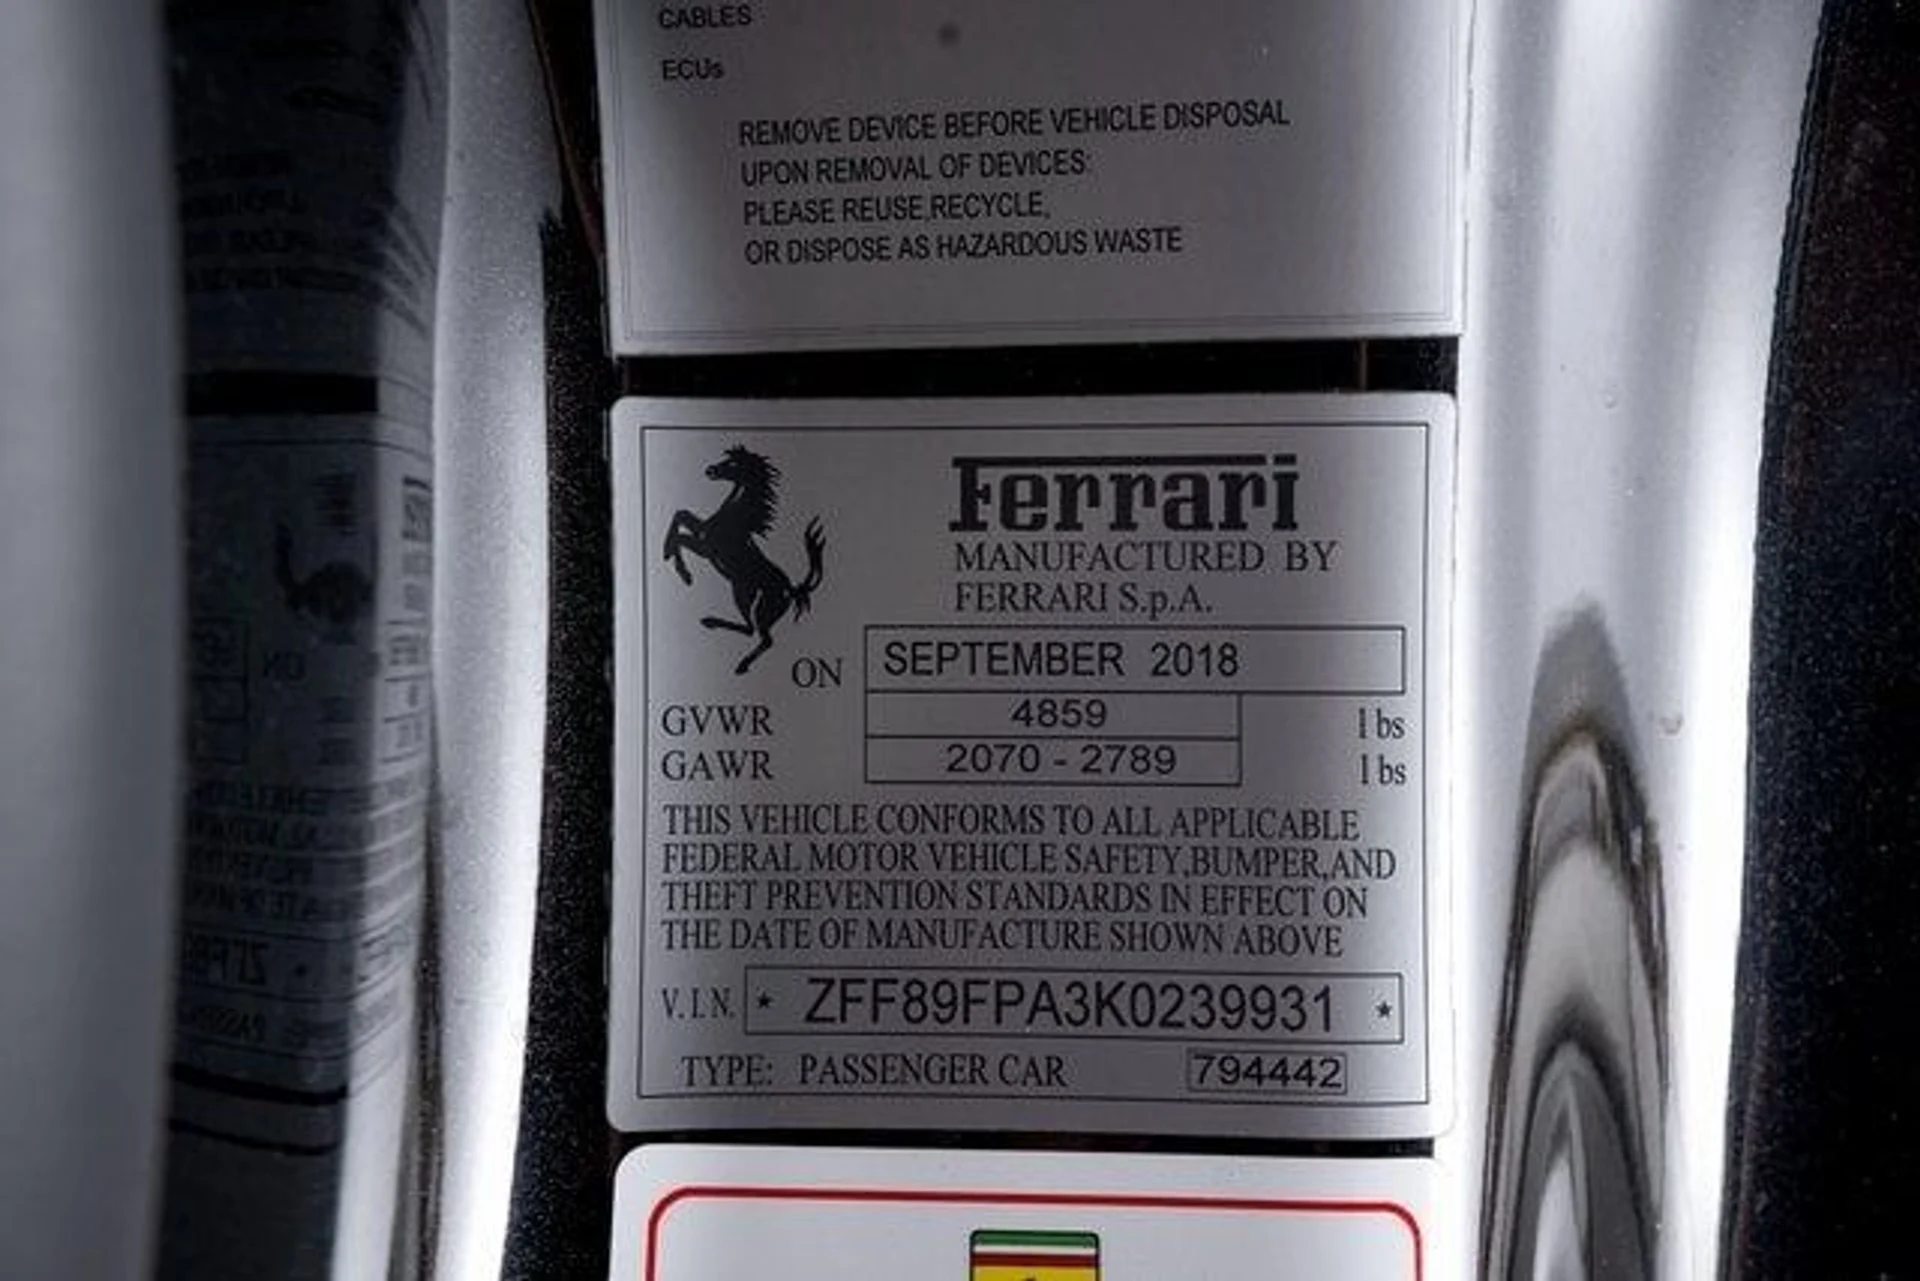 CABLES
ECUs
REMOVE DEVICE BEFORE VEHICLE DISPOSAL
UPON REMOVAL OF DEVICES:
PLEASE REUSE,RECYCLE,
OR DISPOSE AS HAZARDOUS WASTE
Ferrari
MANUFACTURED BY
FERRARI S.p.A.
ON SEPTEMBER 2018
GVWR 4859 lbs
GAWR 2070 - 2789 lbs
THIS VEHICLE CONFORMS TO ALL APPLICABLE
FEDERAL MOTOR VEHICLE SAFETY,BUMPER,AND
THEFT PREVENTION STANDARDS IN EFFECT ON
THE DATE OF MANUFACTURE SHOWN ABOVE
V.I.N. * ZFF89FPA3K0239931 *
TYPE: PASSENGER CAR 794442